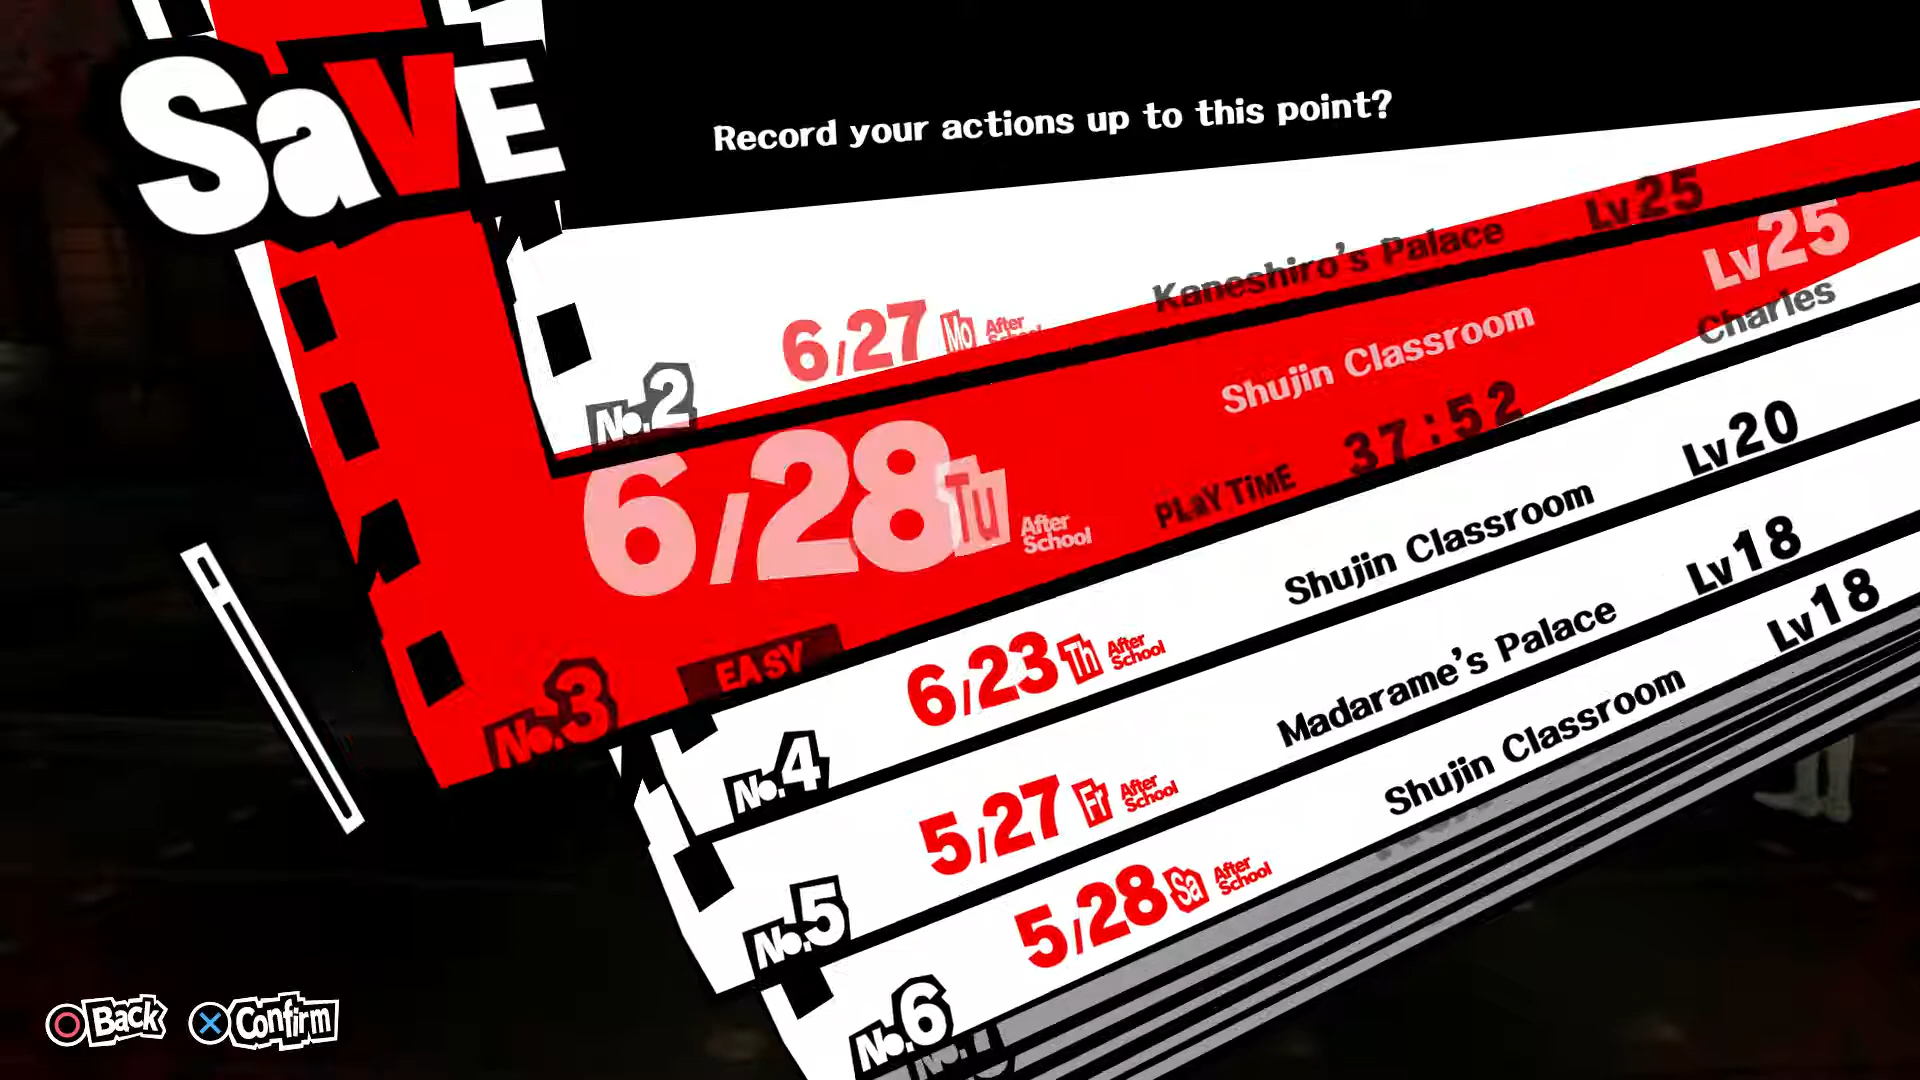 SaVE
Record your actions up to this point?
No.2 6/27 Mo After School Kaneshiro's Palace Lv25
No.3 6/28 Tu After School Shujin Classroom Lv25
Charles
PLaY TiME 37:52
EASY
No.4 6/23 Th After School Shujin Classroom Lv20
No.5 5/27 Fr After School Madarame's Palace Lv18
No.6 5/28 Sa After School Shujin Classroom Lv18
Back Confirm